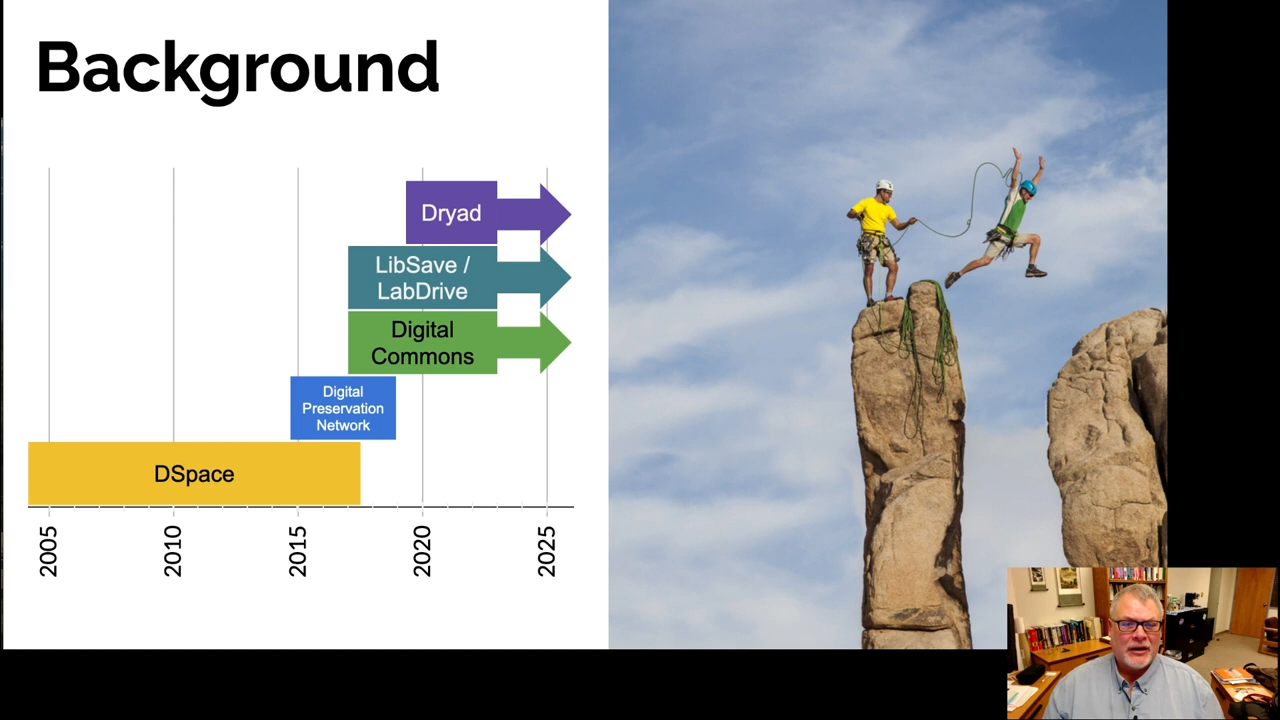 Background
Dryad
LibSave /
LabDrive
Digital
Commons
Digital
Preservation
Network
DSpace
2005
2010
2015
2020
2025